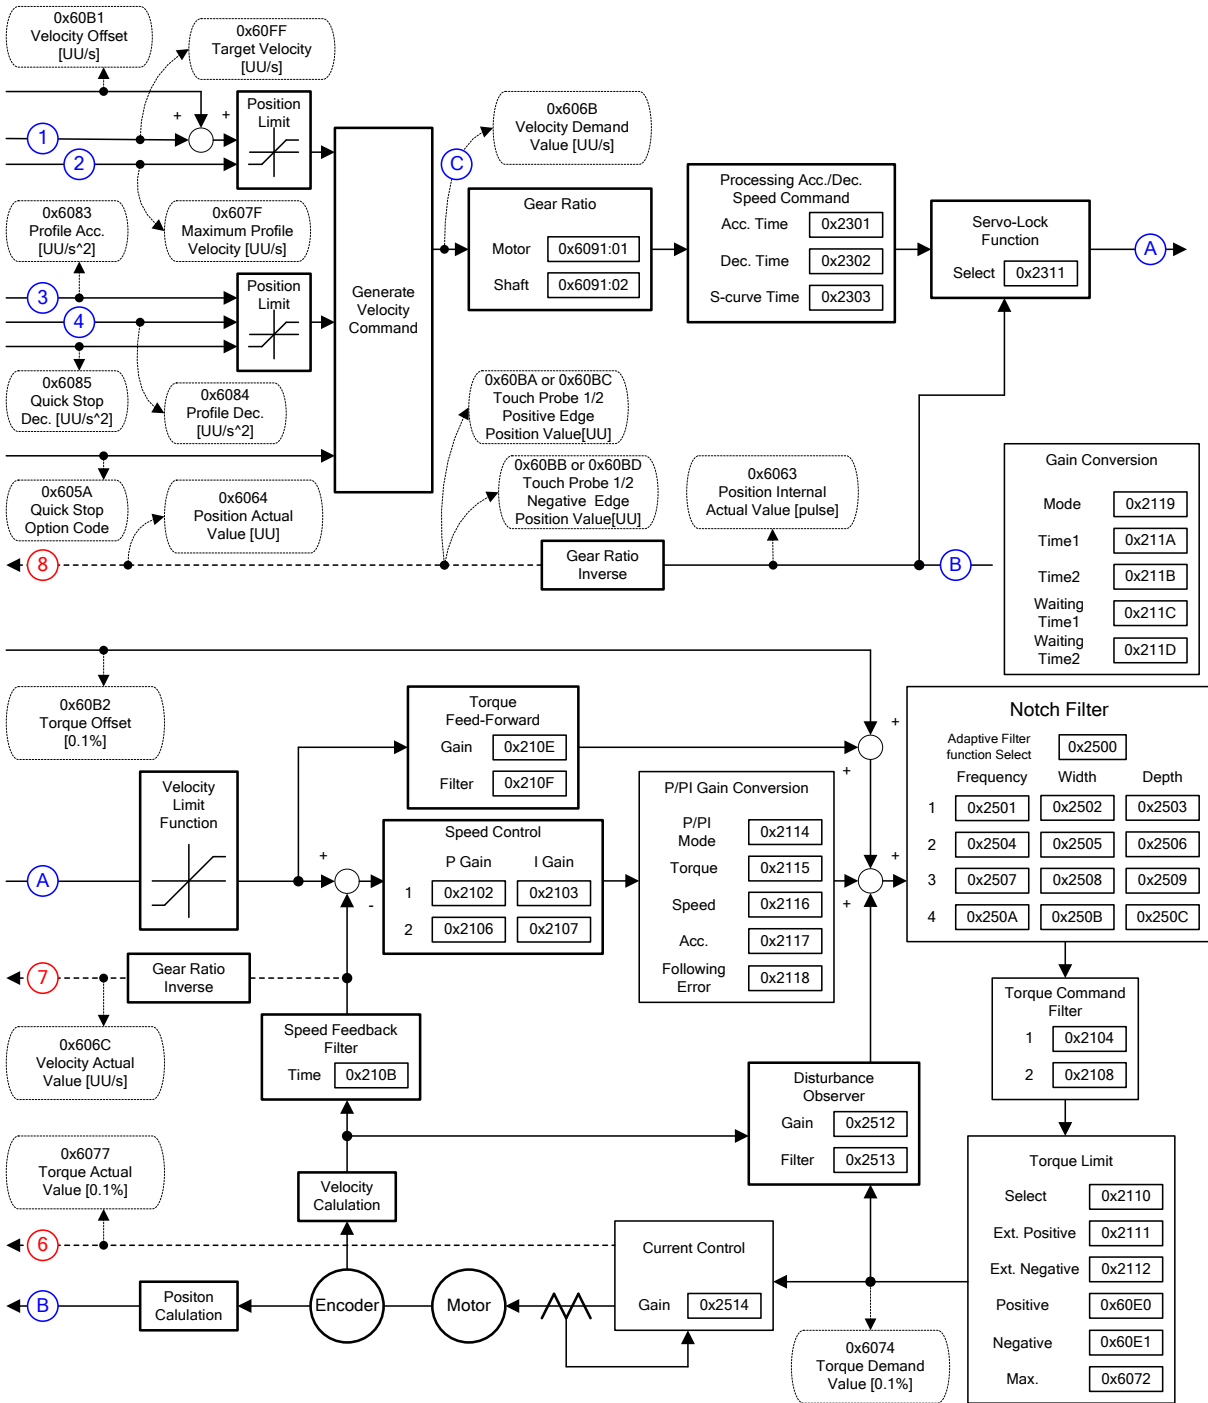 0x60B1
Velocity Offset
[UU/s]
0x60FF
Target Velocity
[UU/s]
+
+
1
2
Position
Limit
0x606B
Velocity Demand
Value [UU/s]
C
0x6083
Profile Acc.
[UU/s^2]
0x607F
Maximum Profile
Velocity [UU/s]
Gear Ratio
Motor 0x6091:01
Shaft 0x6091:02
Processing Acc./Dec.
Speed Command
Acc. Time 0x2301
Dec. Time 0x2302
S-curve Time 0x2303
Servo-Lock
Function
Select 0x2311
A
3
4
Position
Limit
Generate
Velocity
Command
0x6085
Quick Stop
Dec. [UU/s^2]
0x6084
Profile Dec.
[UU/s^2]
0x60BA or 0x60BC
Touch Probe 1/2
Positive Edge
Position Value[UU]
0x605A
Quick Stop
Option Code
0x6064
Position Actual
Value [UU]
0x60BB or 0x60BD
Touch Probe 1/2
Negative Edge
Position Value[UU]
0x6063
Position Internal
Actual Value [pulse]
8
Gear Ratio
Inverse
B
Gain Conversion
Mode 0x2119
Time1 0x211A
Time2 0x211B
Waiting
Time1 0x211C
Waiting
Time2 0x211D
0x60B2
Torque Offset
[0.1%]
Torque
Feed-Forward
Gain 0x210E
Filter 0x210F
+
+
Notch Filter
Adaptive Filter
function Select 0x2500
Frequency Width Depth
1 0x2501 0x2502 0x2503
2 0x2504 0x2505 0x2506
3 0x2507 0x2508 0x2509
4 0x250A 0x250B 0x250C
A
Velocity
Limit
Function
+
-
Speed Control
P Gain I Gain
1 0x2102 0x2103
2 0x2106 0x2107
P/PI Gain Conversion
P/PI
Mode 0x2114
Torque 0x2115
Speed 0x2116
Acc. 0x2117
Following
Error 0x2118
+
+
7
Gear Ratio
Inverse
0x606C
Velocity Actual
Value [UU/s]
Speed Feedback
Filter
Time 0x210B
Torque Command
Filter
1 0x2104
2 0x2108
Disturbance
Observer
Gain 0x2512
Filter 0x2513
0x6077
Torque Actual
Value [0.1%]
Velocity
Calulation
Torque Limit
Select 0x2110
Ext. Positive 0x2111
Ext. Negative 0x2112
Positive 0x60E0
Negative 0x60E1
Max. 0x6072
6
Current Control
Gain 0x2514
B
Positon
Calulation
Encoder
Motor
0x6074
Torque Demand
Value [0.1%]